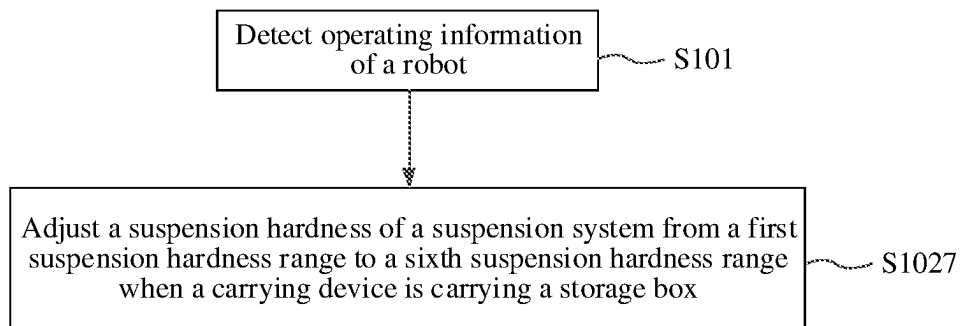 Detect operating information
of a robot
S101
Adjust a suspension hardness of a suspension system from a first
suspension hardness range to a sixth suspension hardness range
when a carrying device is carrying a storage box
S1027